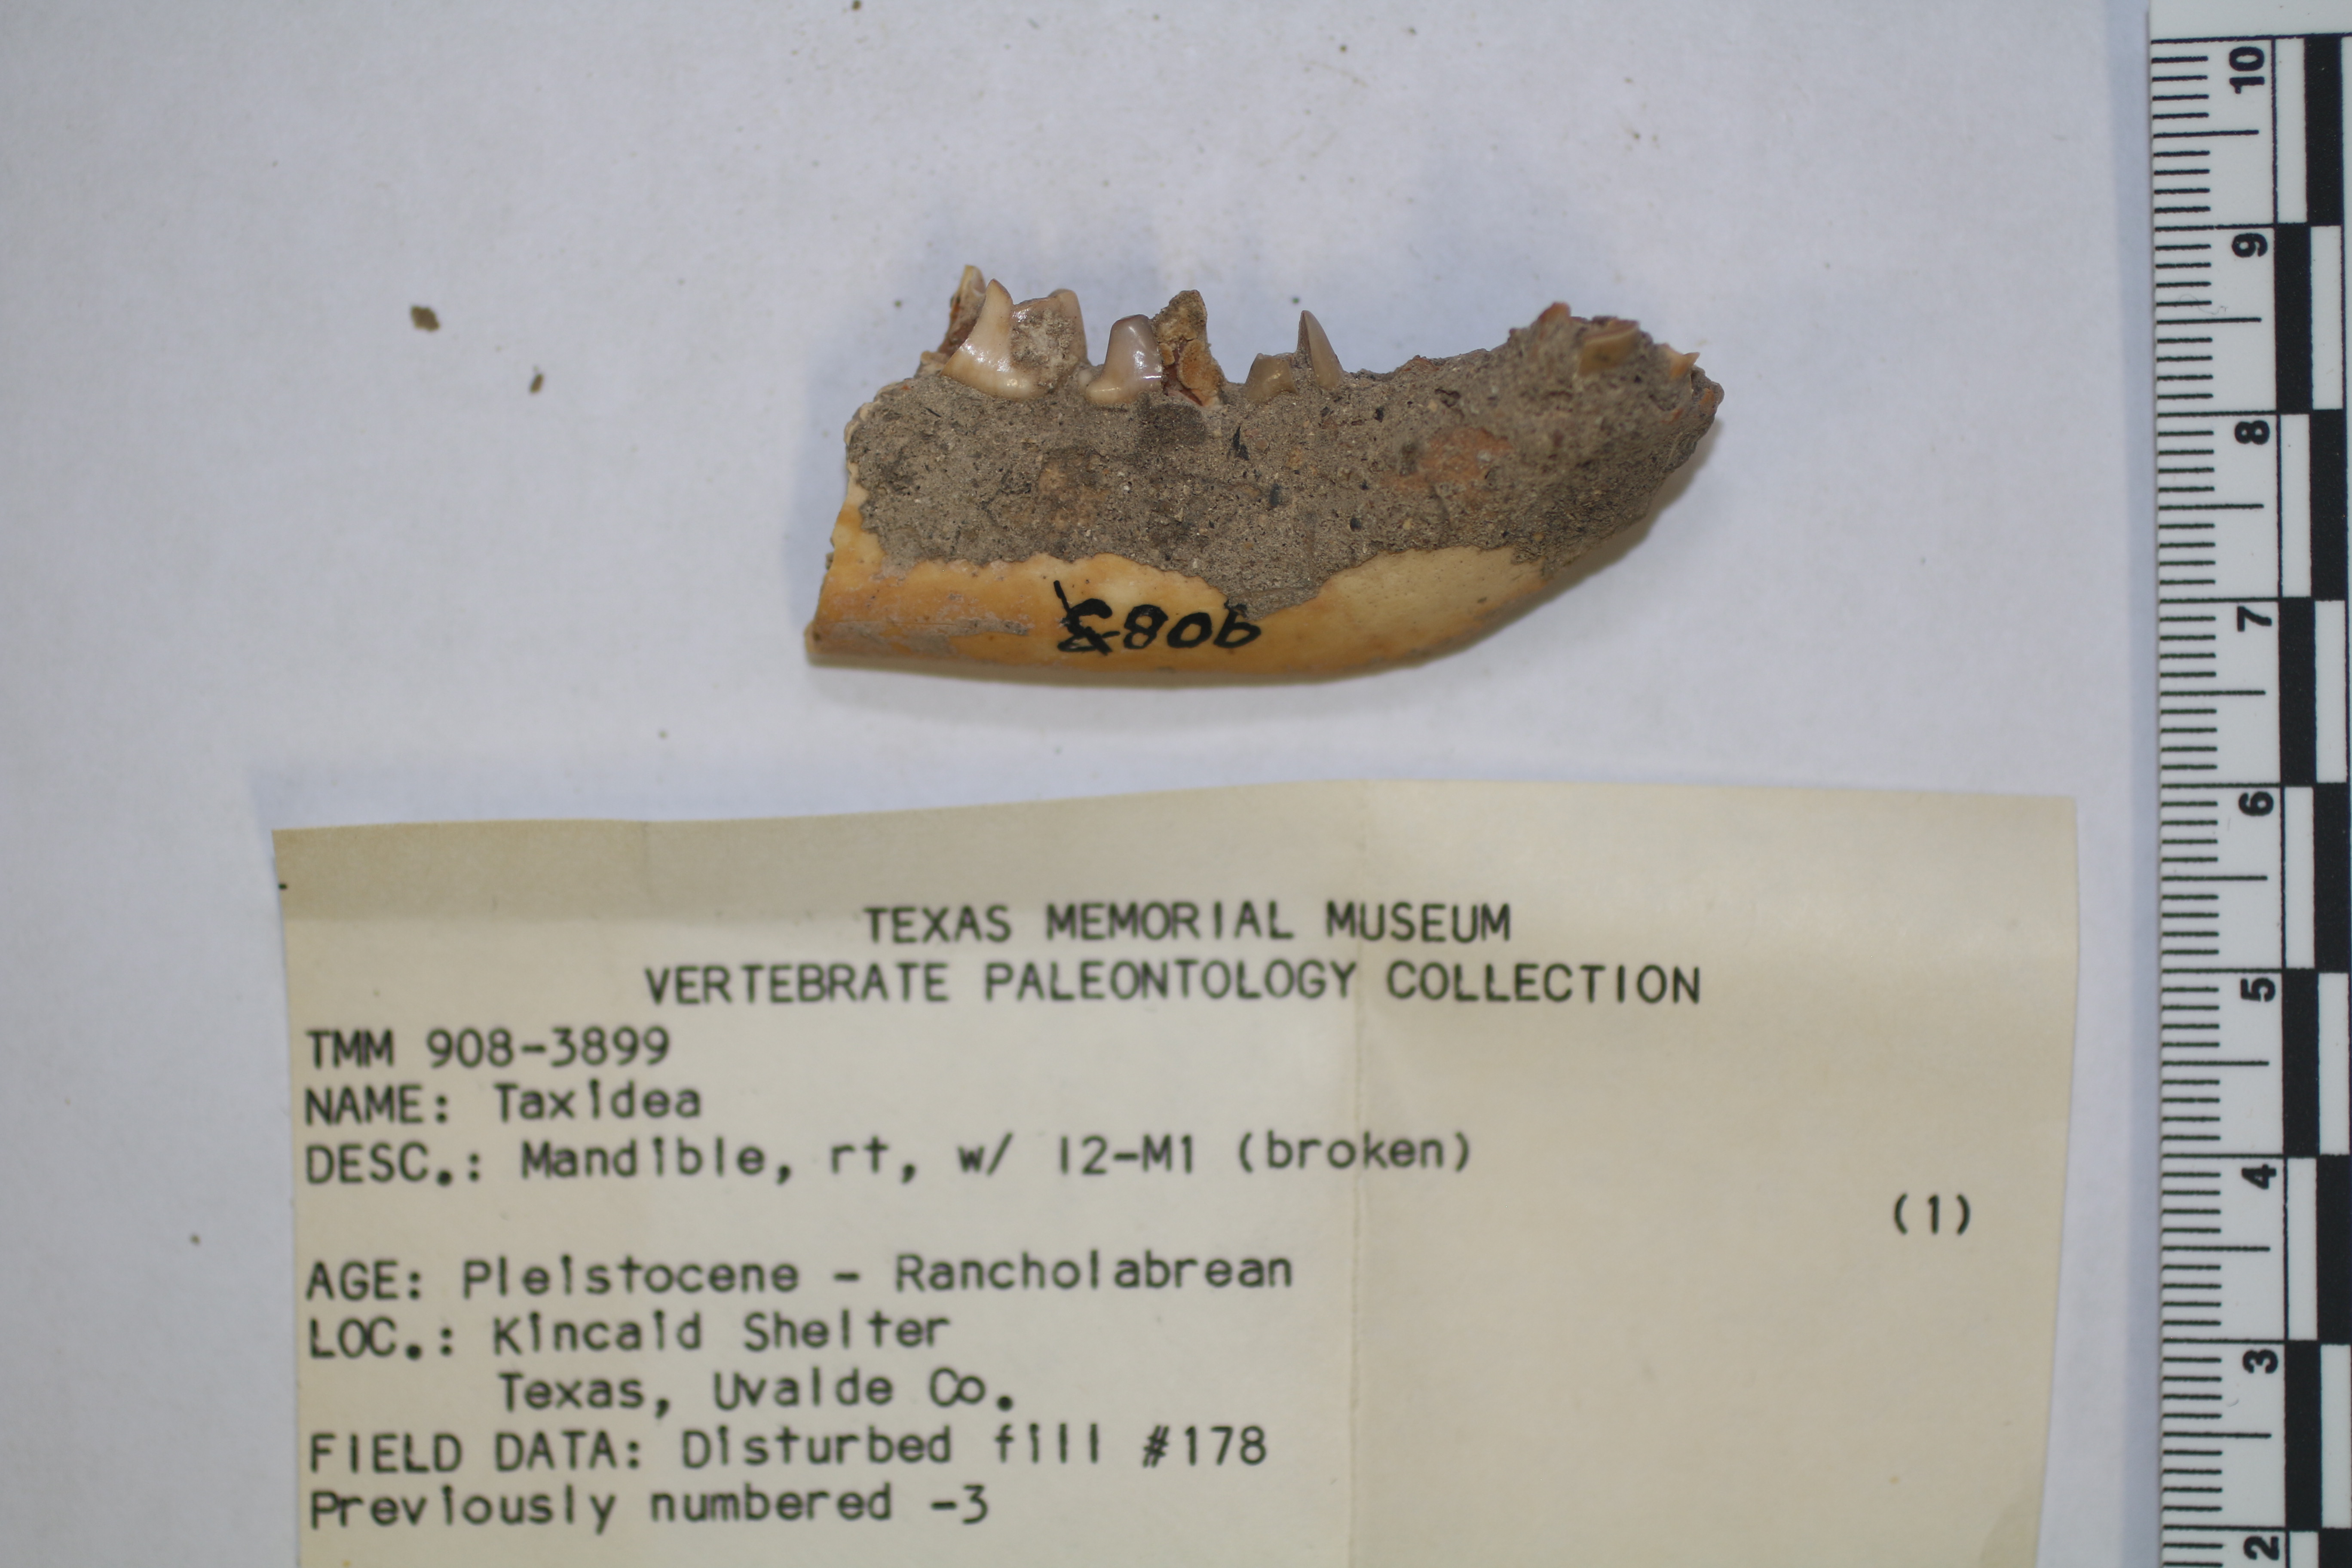 9083
TEXAS MEMORIAL MUSEUM
VERTEBRATE PALEONTOLOGY COLLECTION
TMM 908-3899
NAME: Taxidea
DESC.: Mandible, rt, w/ I2-M1 (broken)
(1)
AGE: Pleistocene - Rancholabrean
LOC.: Kincaid Shelter
Texas, Uvalde Co.
FIELD DATA: Disturbed fill #178
Previously numbered -3
10
9
8
7
6
5
4
3
2